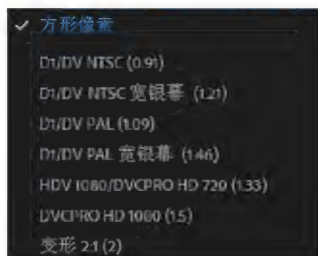 方形像素
D1/DV NTSC (0.91)
D1/DV NTSC 宽银幕 (1.21)
D1/DV PAL (1.09)
D1/DV PAL 宽银幕 (1.46)
HDV 1080/DVCPRO HD 720 (1.33)
DVCPRO HD 1080 (1.5)
变形 2:1 (2)